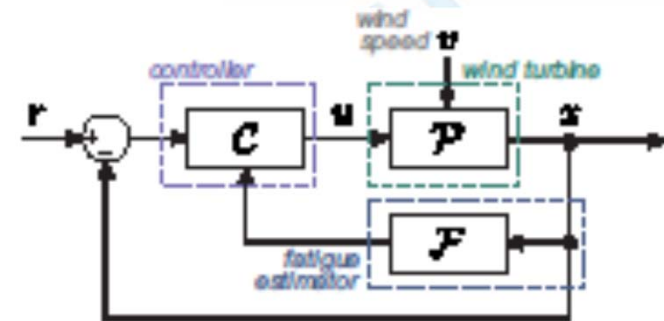 wind
speed v
controller
wind turbine
r
u
x
+
C
P
−
F
fatigue
estimator